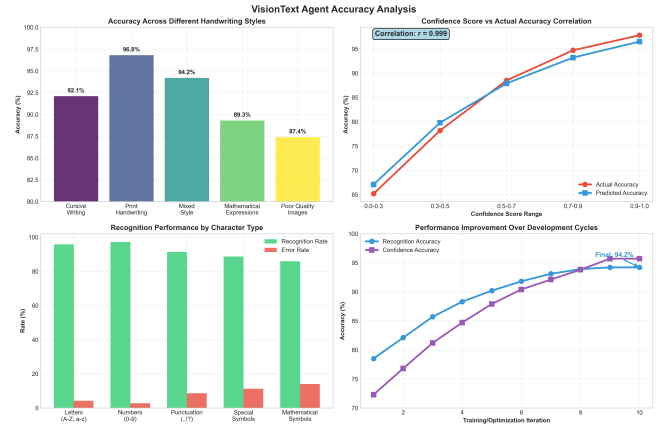 VisionText Agent Accuracy Analysis
Accuracy Across Different Handwriting Styles
100.0
97.5
95.0
92.5
90.0
87.5
85.0
82.5
80.0
Accuracy (%)
92.1%
96.8%
94.2%
89.3%
87.4%
Cursive
Writing
Print
Handwriting
Mixed
Style
Mathematical
Expressions
Poor Quality
Images
Confidence Score vs Actual Accuracy Correlation
Correlation: r = 0.999
95
90
85
80
75
70
65
Accuracy (%)
Actual Accuracy
Predicted Accuracy
0.0-0.3
0.3-0.5
0.5-0.7
0.7-0.9
0.9-1.0
Confidence Score Range
Recognition Performance by Character Type
100
80
60
40
20
0
Rate (%)
Recognition Rate
Error Rate
Letters
(A-Z, a-z)
Numbers
(0-9)
Punctuation
(.,!?)
Special
Symbols
Mathematical
Symbols
Performance Improvement Over Development Cycles
Recognition Accuracy
Confidence Accuracy
Final: 94.2%
100
95
90
85
80
75
70
Accuracy (%)
2
4
6
8
10
Training/Optimization Iteration